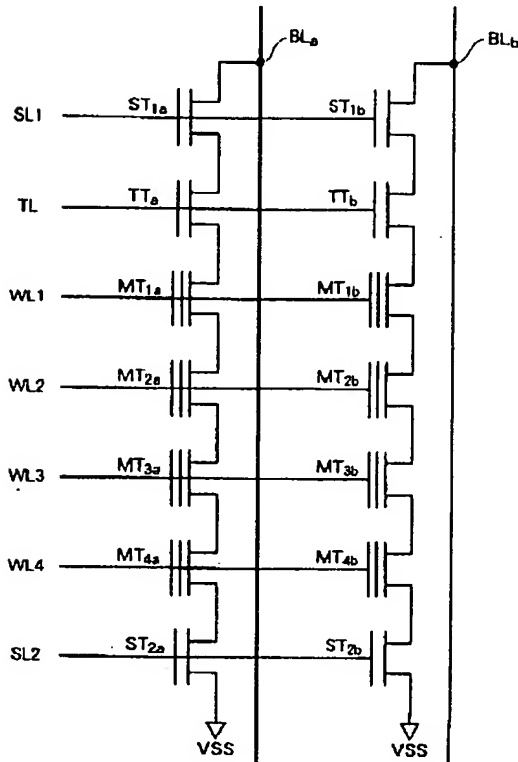 BLa BLb
SL1 ST1a ST1b
TL TTa TTb
WL1 MT1a MT1b
WL2 MT2a MT2b
WL3 MT3a MT3b
WL4 MT4a MT4b
SL2 ST2a ST2b
VSS VSS